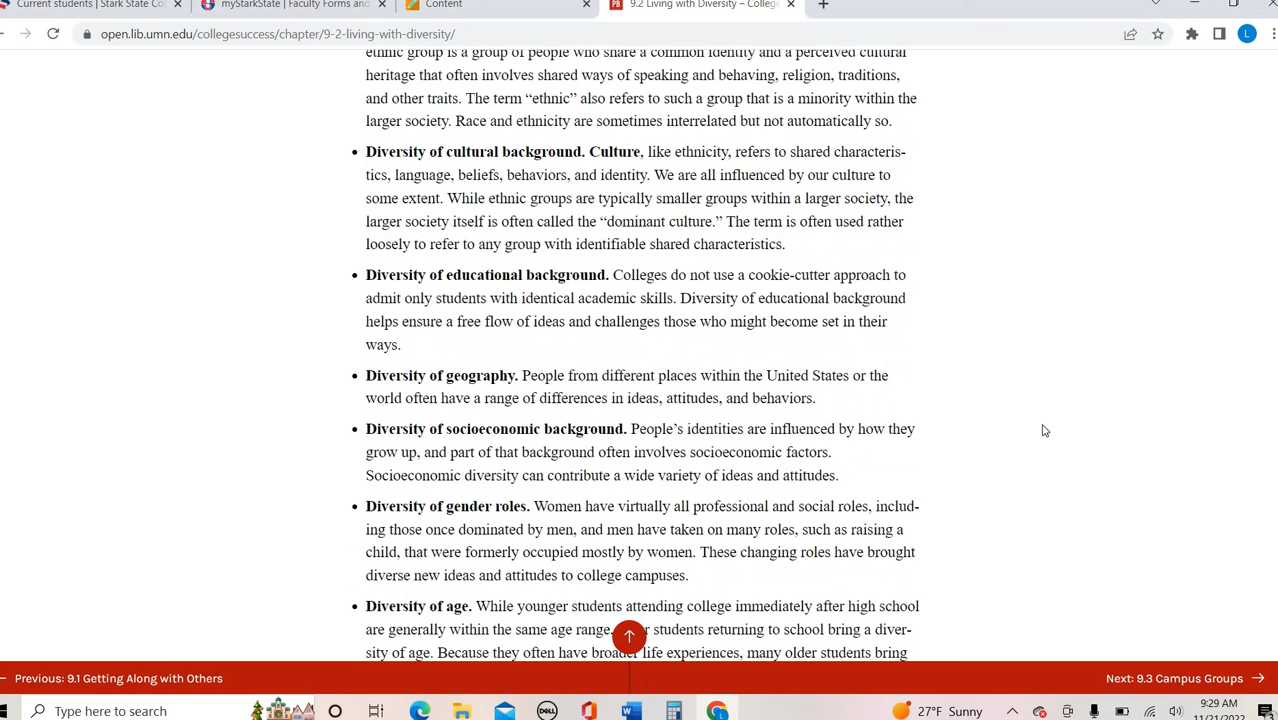 Current students | Stark State Coll
myStarkState | Faculty Forms and
Content
9.2 Living with Diversity – College
open.lib.umn.edu/collegesuccess/chapter/9-2-living-with-diversity/
L
ethnic group is a group of people who share a common identity and a perceived cultural
heritage that often involves shared ways of speaking and behaving, religion, traditions,
and other traits. The term “ethnic” also refers to such a group that is a minority within the
larger society. Race and ethnicity are sometimes interrelated but not automatically so.
• Diversity of cultural background. Culture, like ethnicity, refers to shared characteris-
tics, language, beliefs, behaviors, and identity. We are all influenced by our culture to
some extent. While ethnic groups are typically smaller groups within a larger society, the
larger society itself is often called the “dominant culture.” The term is often used rather
loosely to refer to any group with identifiable shared characteristics.
• Diversity of educational background. Colleges do not use a cookie-cutter approach to
admit only students with identical academic skills. Diversity of educational background
helps ensure a free flow of ideas and challenges those who might become set in their
ways.
• Diversity of geography. People from different places within the United States or the
world often have a range of differences in ideas, attitudes, and behaviors.
• Diversity of socioeconomic background. People’s identities are influenced by how they
grow up, and part of that background often involves socioeconomic factors.
Socioeconomic diversity can contribute a wide variety of ideas and attitudes.
• Diversity of gender roles. Women have virtually all professional and social roles, includ-
ing those once dominated by men, and men have taken on many roles, such as raising a
child, that were formerly occupied mostly by women. These changing roles have brought
diverse new ideas and attitudes to college campuses.
• Diversity of age. While younger students attending college immediately after high school
are generally within the same age range, students returning to school bring a diver-
sity of age. Because they often have broader life experiences, many older students bring
Previous: 9.1 Getting Along with Others
Next: 9.3 Campus Groups
Type here to search
DELL
27°F Sunny
9:29 AM